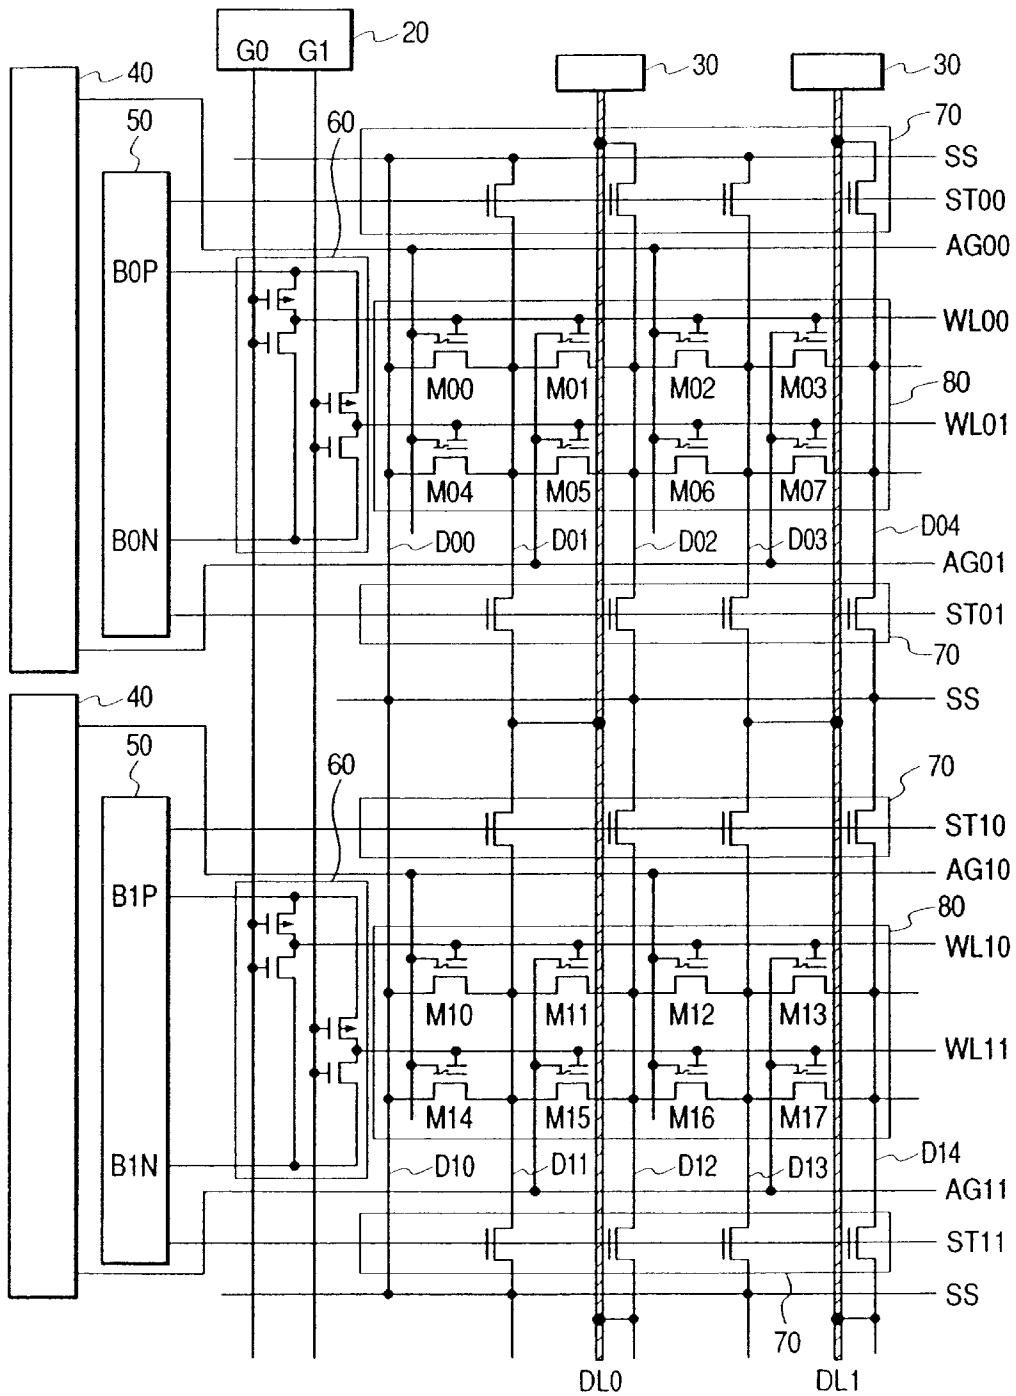 G0 G1 20
40 30 30
50 60 70
SS
ST00
AG00
B0P
WL00
M00 M01 M02 M03
80
WL01
M04 M05 M06 M07
B0N D00 D01 D02 D03 D04
AG01
ST01
70
40 SS
50 60 70
ST10
AG10
B1P 80
WL10
M10 M11 M12 M13
WL11
M14 M15 M16 M17
B1N D10 D11 D12 D13 D14
AG11
ST11
SS
70
DL0 DL1